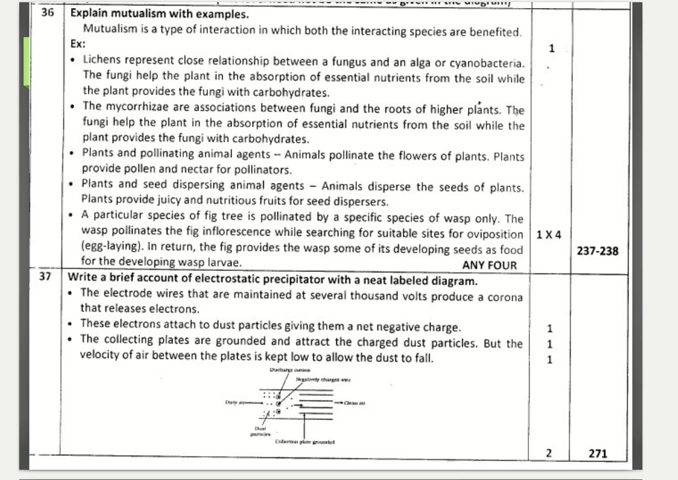 36 Explain mutualism with examples.
Mutualism is a type of interaction in which both the interacting species are benefited.
Ex:
1
• Lichens represent close relationship between a fungus and an alga or cyanobacteria.
The fungi help the plant in the absorption of essential nutrients from the soil while
the plant provides the fungi with carbohydrates.
• The mycorrhizae are associations between fungi and the roots of higher plants. The
fungi help the plant in the absorption of essential nutrients from the soil while the
plant provides the fungi with carbohydrates.
• Plants and pollinating animal agents – Animals pollinate the flowers of plants. Plants
provide pollen and nectar for pollinators.
• Plants and seed dispersing animal agents – Animals disperse the seeds of plants.
Plants provide juicy and nutritious fruits for seed dispersers.
• A particular species of fig tree is pollinated by a specific species of wasp only. The
wasp pollinates the fig inflorescence while searching for suitable sites for oviposition 1 X 4
(egg-laying). In return, the fig provides the wasp some of its developing seeds as food 237-238
for the developing wasp larvae. ANY FOUR
37 Write a brief account of electrostatic precipitator with a neat labeled diagram.
• The electrode wires that are maintained at several thousand volts produce a corona
that releases electrons.
• These electrons attach to dust particles giving them a net negative charge. 1
• The collecting plates are grounded and attract the charged dust particles. But the 1
velocity of air between the plates is kept low to allow the dust to fall. 1
Discharge corona
Negatively charged wire
Dirty air
Clean air
Dust
particles
Collection plate grounded
2 271